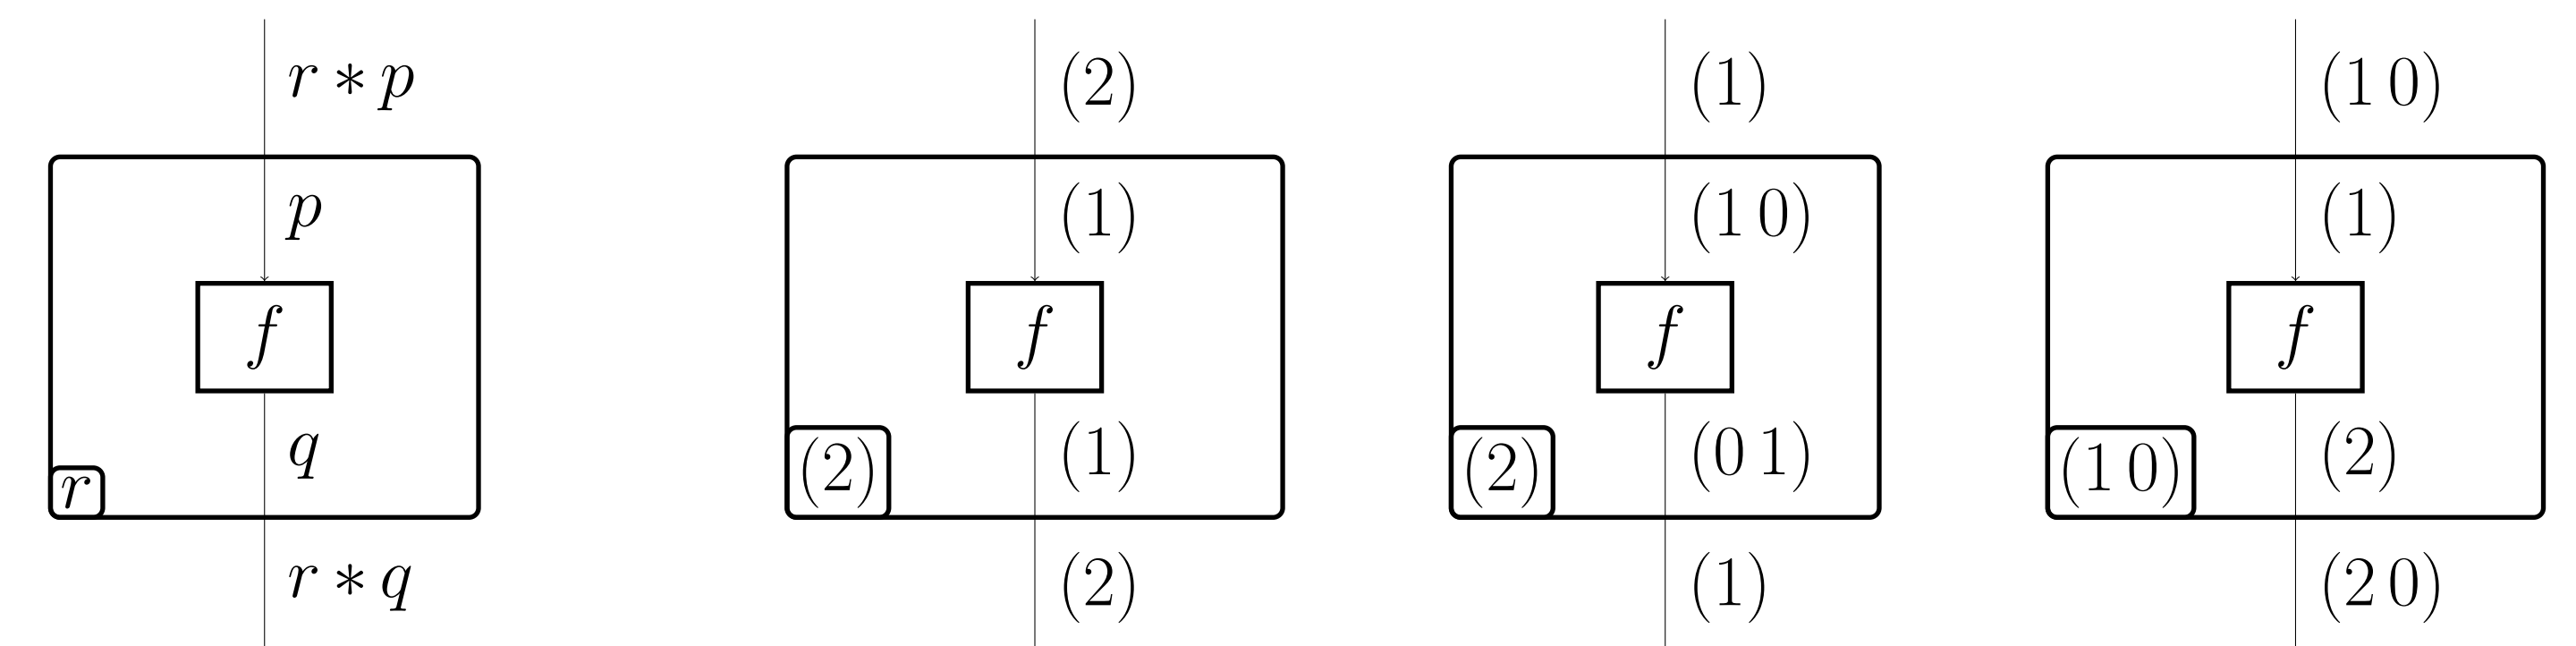 r ∗ p (2) (1) (1 0)
p (1) (1 0) (1)
f f f f
q (1) (0 1) (2)
r (2) (2) (1 0)
r ∗ q (2) (1) (2 0)